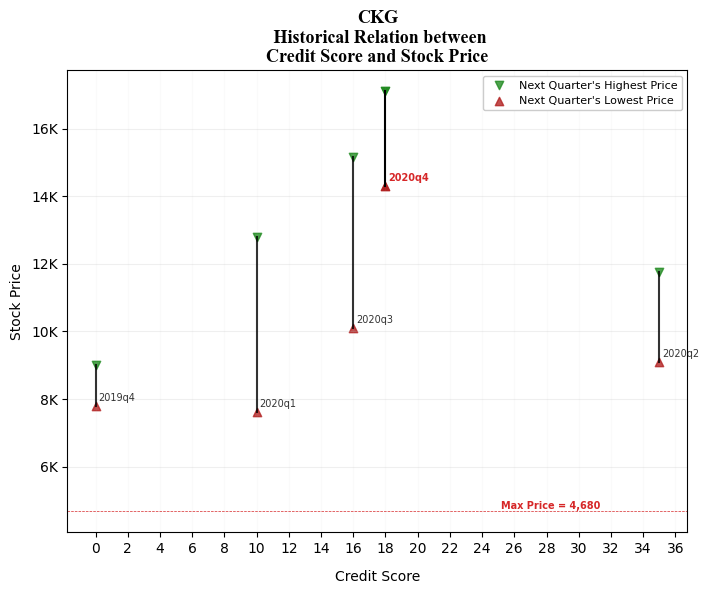 CKG
Historical Relation between
Credit Score and Stock Price
Next Quarter's Highest Price
Next Quarter's Lowest Price
16K
14K
12K
10K
8K
6K
Stock Price
2020q4
2020q3
2020q2
2019q4
2020q1
Max Price = 4,680
0 2 4 6 8 10 12 14 16 18 20 22 24 26 28 30 32 34 36
Credit Score